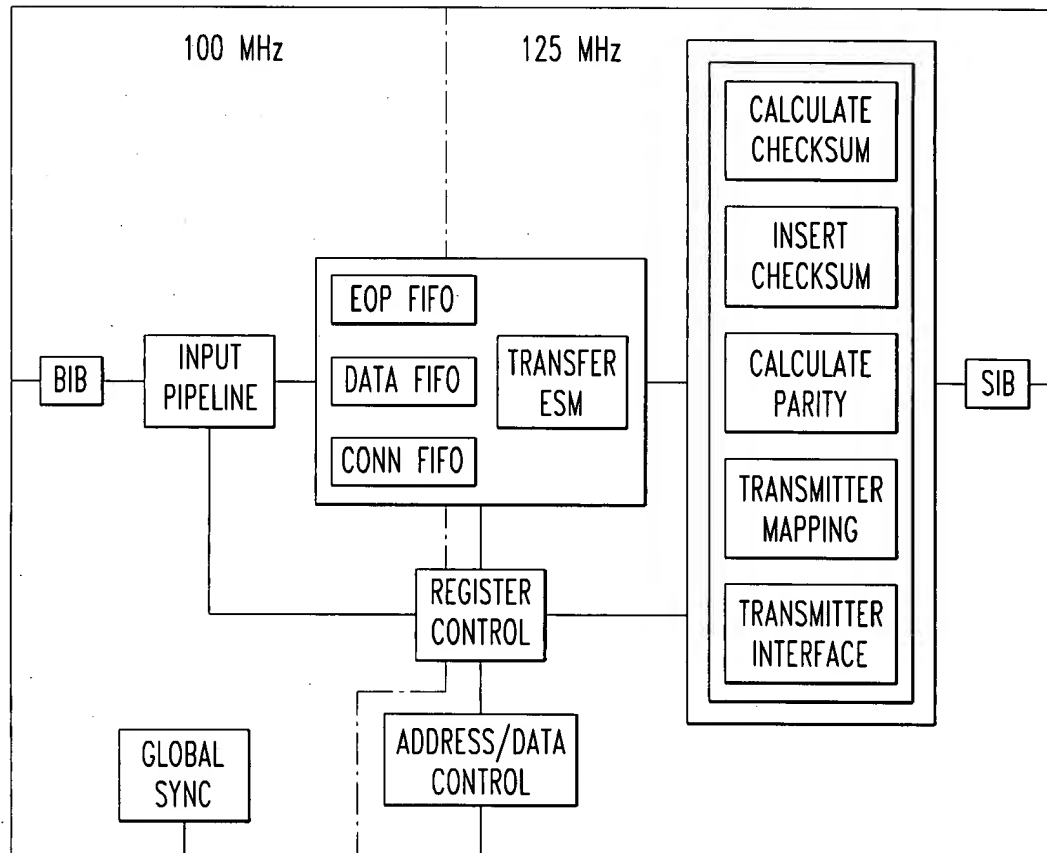 100 MHz
125 MHz
CALCULATE
CHECKSUM
INSERT
CHECKSUM
EOP FIFO
BIB
INPUT
PIPELINE
DATA FIFO
TRANSFER
ESM
CALCULATE
PARITY
SIB
CONN FIFO
TRANSMITTER
MAPPING
REGISTER
CONTROL
TRANSMITTER
INTERFACE
GLOBAL
SYNC
ADDRESS/DATA
CONTROL